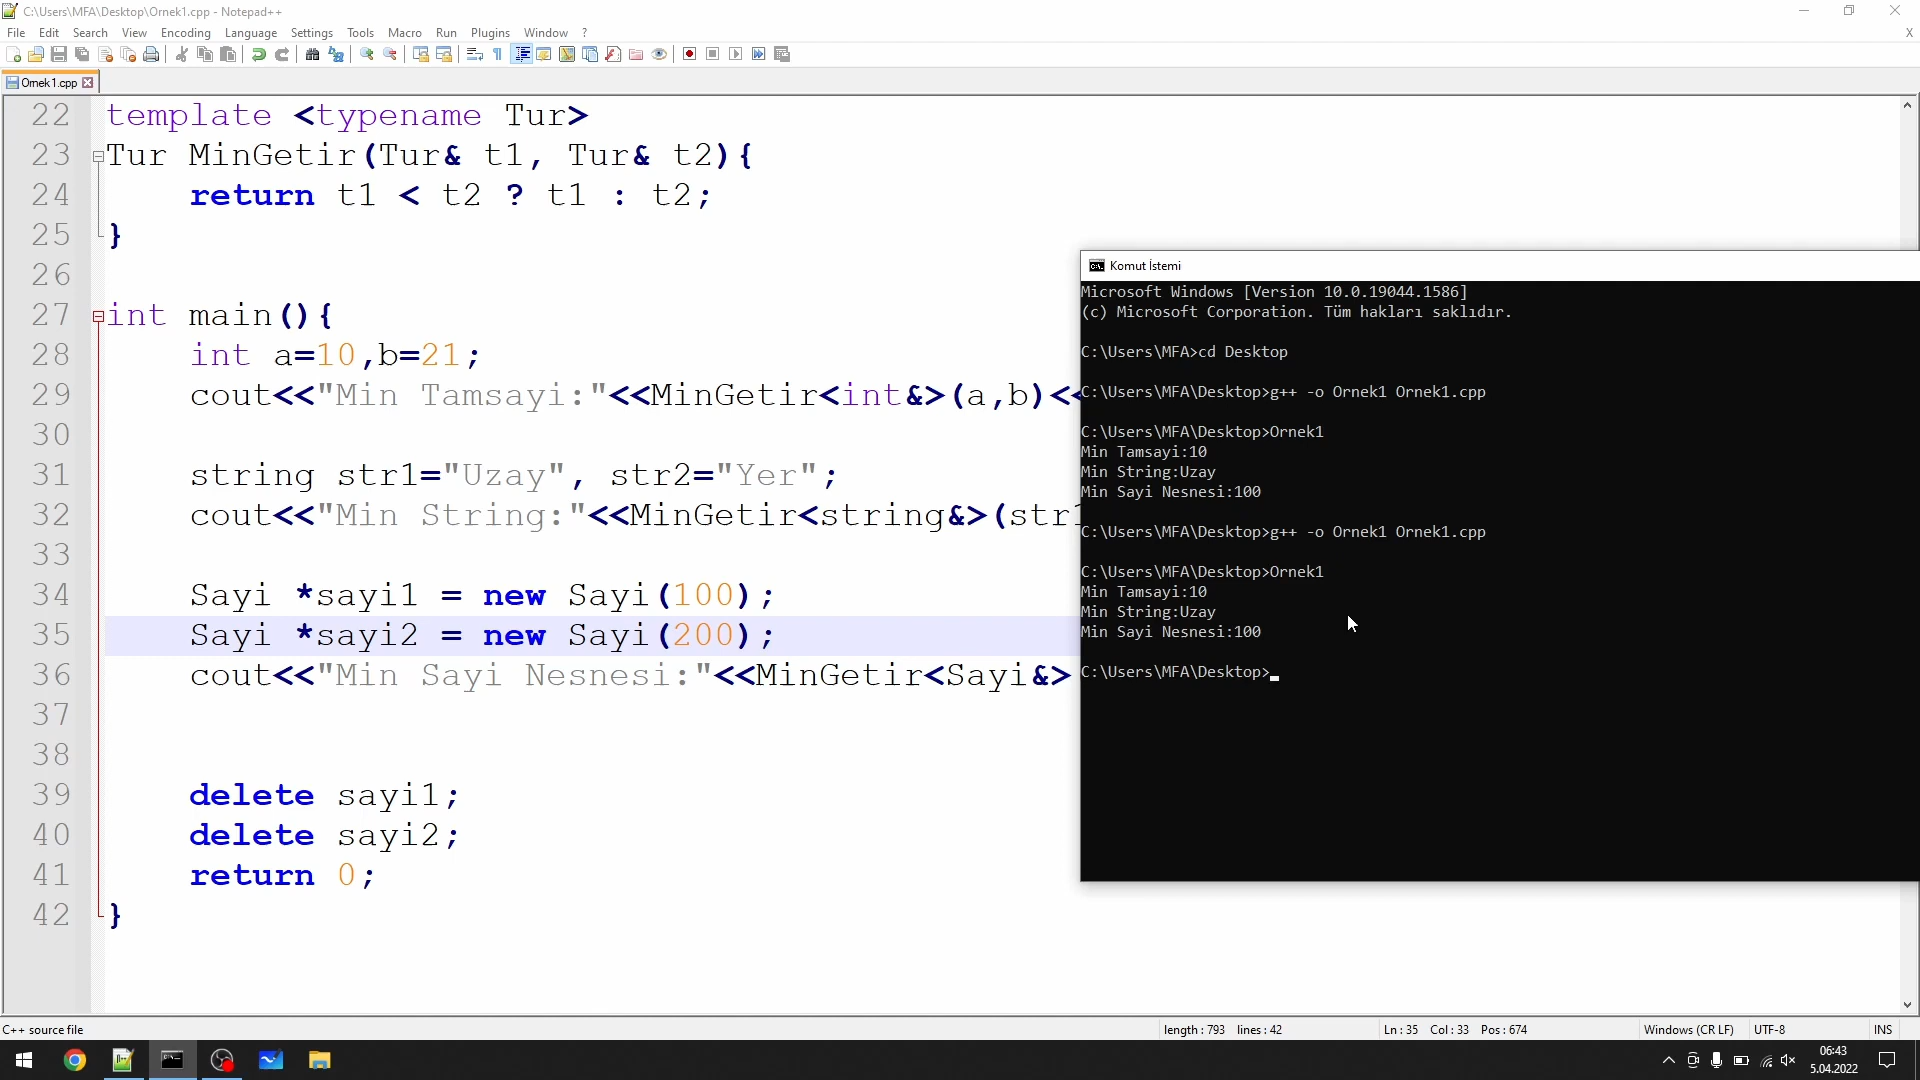 C:\Users\MFA\Desktop\Ornek1.cpp - Notepad++
File Edit Search View Encoding Language Settings Tools Macro Run Plugins Window ? X
Ornek1.cpp
22 template <typename Tur>
23 Tur MinGetir(Tur& t1, Tur& t2){
24 return t1 < t2 ? t1 : t2;
25 }
26
27 int main(){
28 int a=10,b=21;
29 cout<<"Min Tamsayi:"<<MinGetir<int&>(a,b)<<
30
31 string str1="Uzay", str2="Yer";
32 cout<<"Min String:"<<MinGetir<string&>(str1
33
34 Sayi *sayi1 = new Sayi(100);
35 Sayi *sayi2 = new Sayi(200);
36 cout<<"Min Sayi Nesnesi:"<<MinGetir<Sayi&>
37
38
39 delete sayi1;
40 delete sayi2;
41 return 0;
42 }
Komut İstemi
Microsoft Windows [Version 10.0.19044.1586]
(c) Microsoft Corporation. Tüm hakları saklıdır.
C:\Users\MFA>cd Desktop
C:\Users\MFA\Desktop>g++ -o Ornek1 Ornek1.cpp
C:\Users\MFA\Desktop>Ornek1
Min Tamsayi:10
Min String:Uzay
Min Sayi Nesnesi:100
C:\Users\MFA\Desktop>g++ -o Ornek1 Ornek1.cpp
C:\Users\MFA\Desktop>Ornek1
Min Tamsayi:10
Min String:Uzay
Min Sayi Nesnesi:100
C:\Users\MFA\Desktop>
C++ source file length : 793 lines : 42 Ln : 35 Col : 33 Pos : 674 Windows (CR LF) UTF-8 INS
06:43
5.04.2022